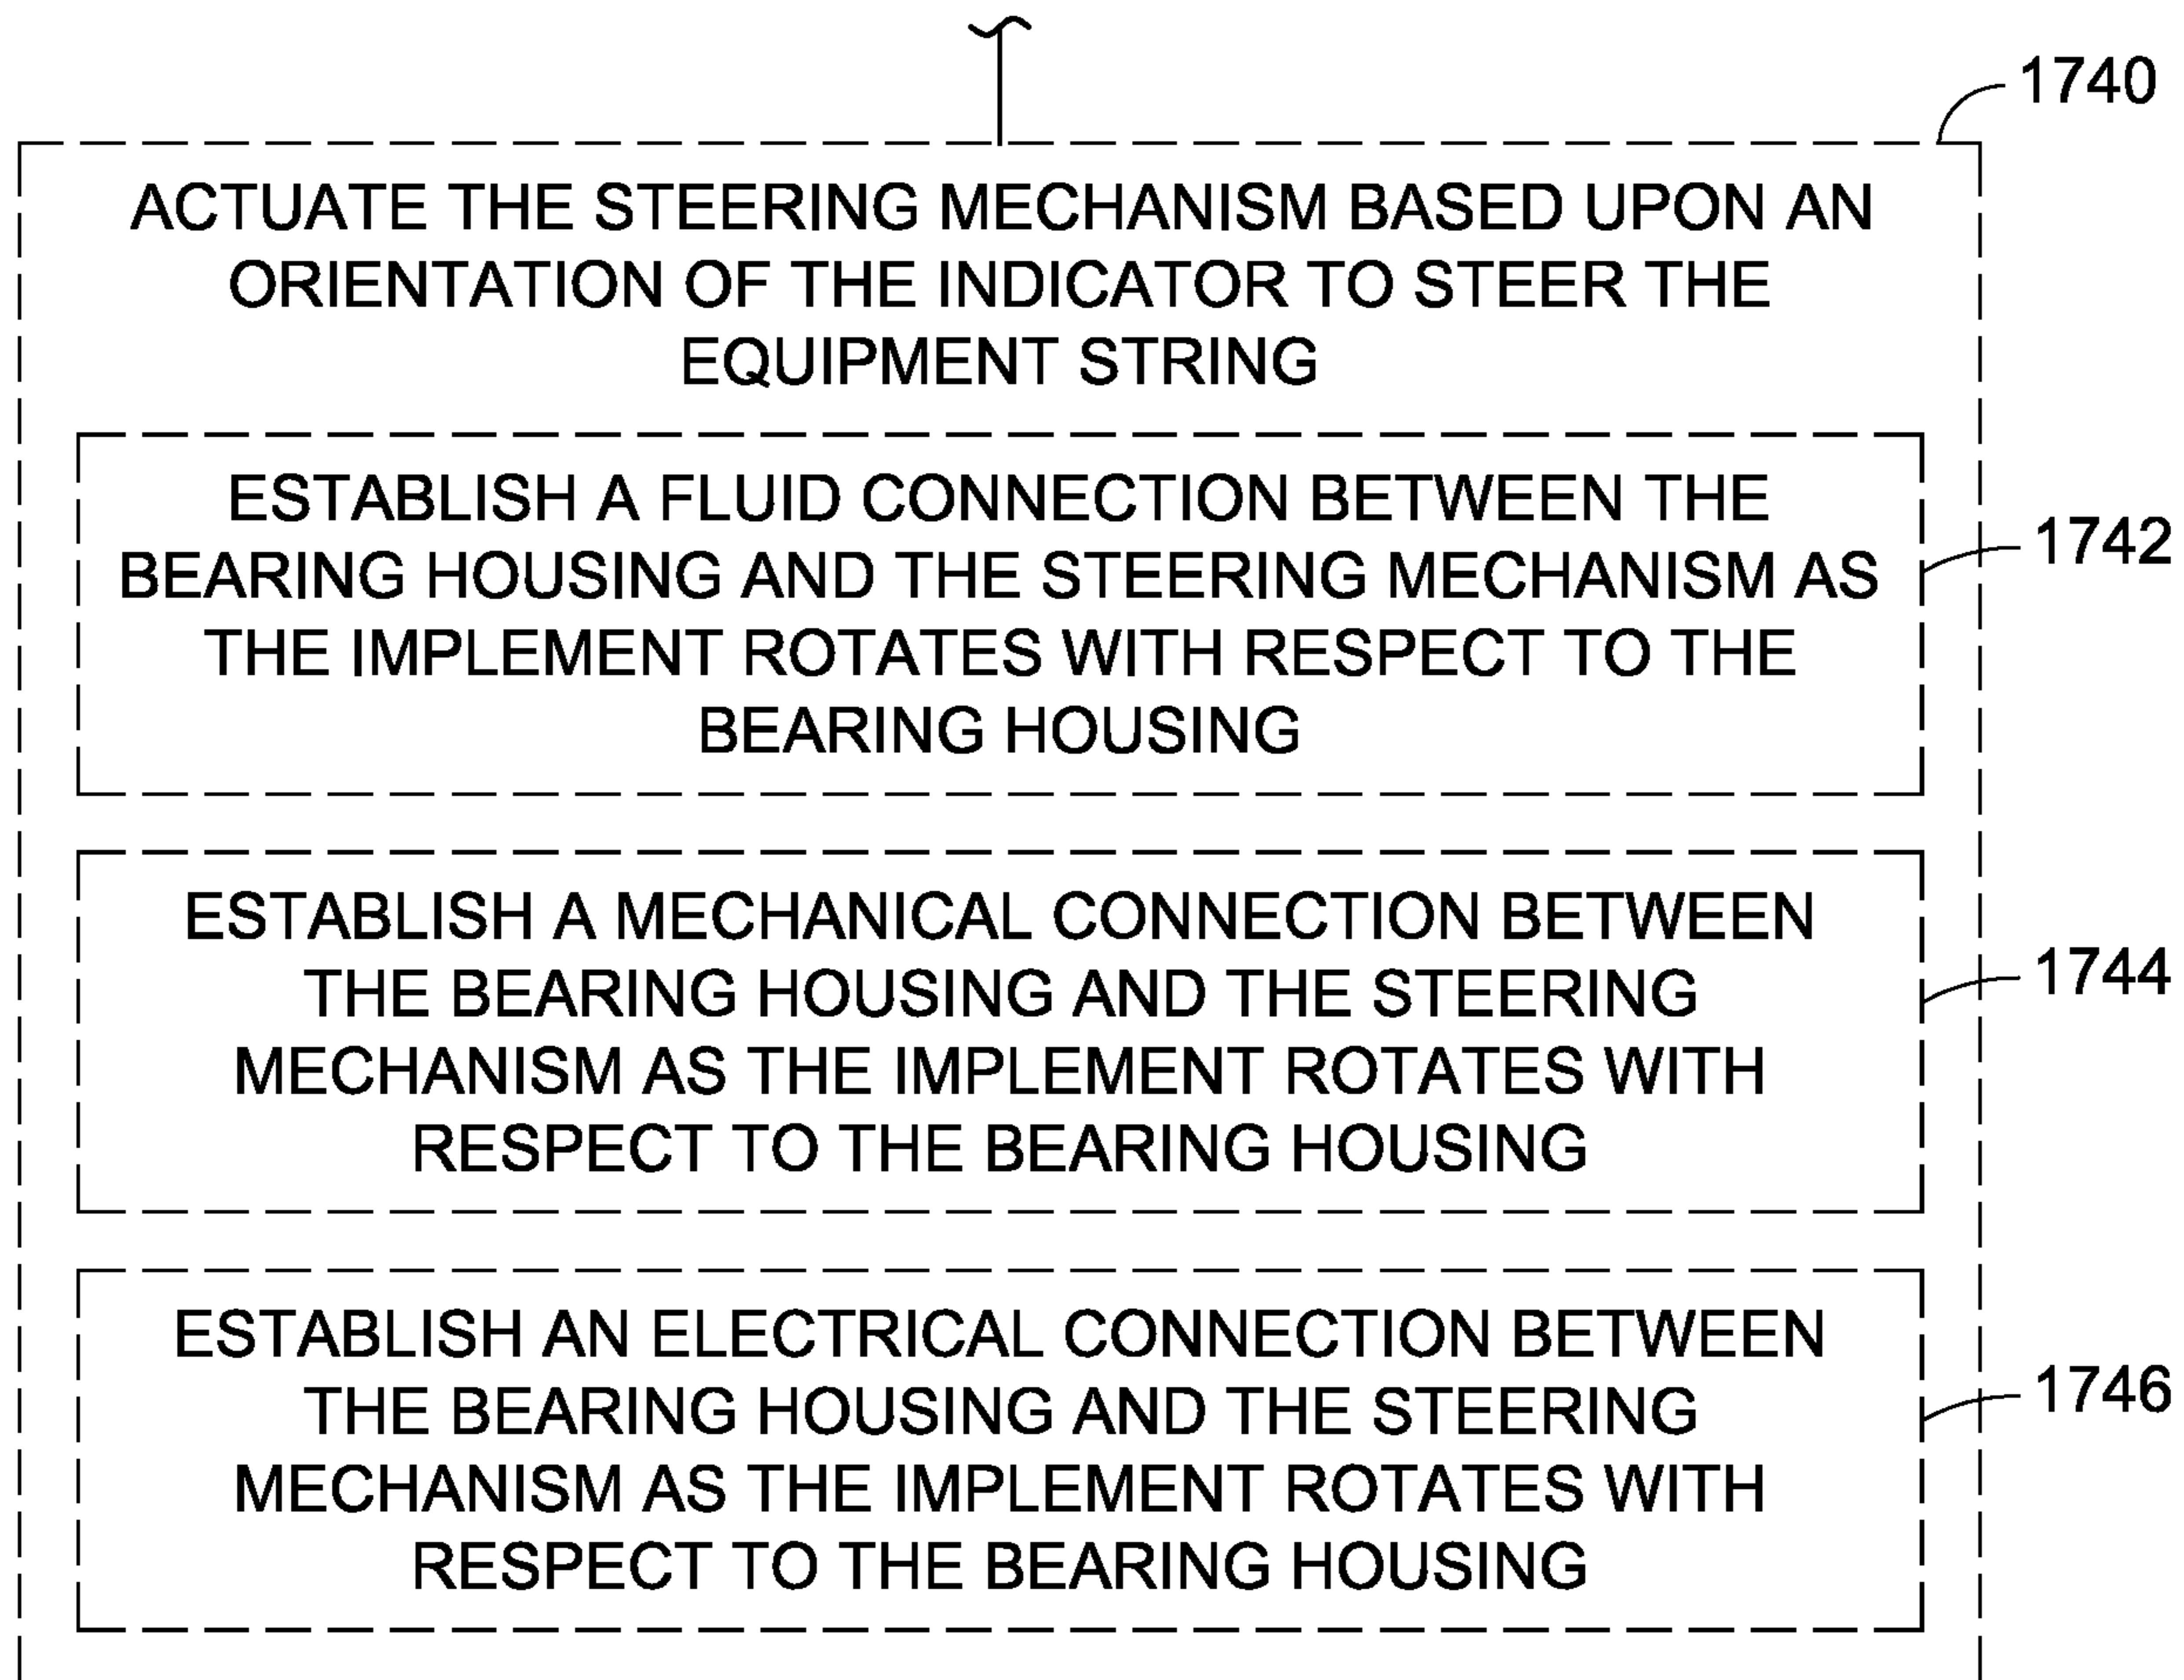 1740
ACTUATE THE STEERING MECHANISM BASED UPON AN
ORIENTATION OF THE INDICATOR TO STEER THE
EQUIPMENT STRING
ESTABLISH A FLUID CONNECTION BETWEEN THE
BEARING HOUSING AND THE STEERING MECHANISM AS
THE IMPLEMENT ROTATES WITH RESPECT TO THE
BEARING HOUSING
1742
ESTABLISH A MECHANICAL CONNECTION BETWEEN
THE BEARING HOUSING AND THE STEERING
MECHANISM AS THE IMPLEMENT ROTATES WITH
RESPECT TO THE BEARING HOUSING
1744
ESTABLISH AN ELECTRICAL CONNECTION BETWEEN
THE BEARING HOUSING AND THE STEERING
MECHANISM AS THE IMPLEMENT ROTATES WITH
RESPECT TO THE BEARING HOUSING
1746